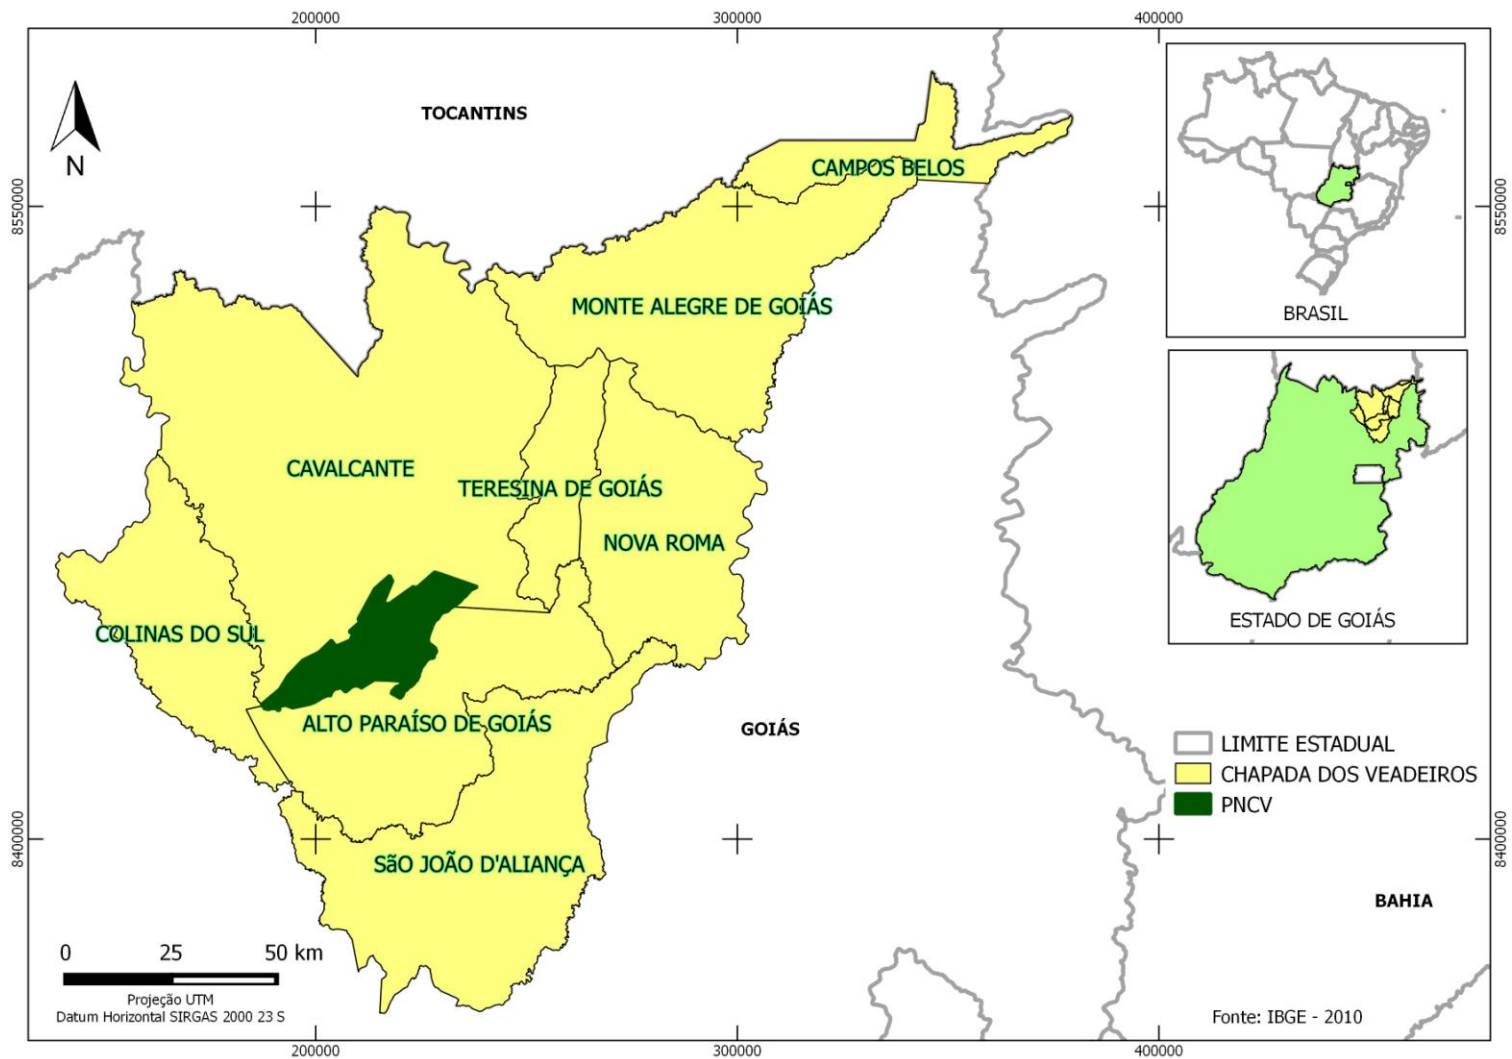 200000
300000
400000
TOCANTINS
N
CAMPOS BELOS
8550000
8550000
MONTE ALEGRE DE GOIÁS
BRASIL
CAVALCANTE
TERESINA DE GOIÁS
NOVA ROMA
COLINAS DO SUL
ESTADO DE GOIÁS
ALTO PARAÍSO DE GOIÁS
GOIÁS
LIMITE ESTADUAL
CHAPADA DOS VEADEIROS
PNCV
8400000
8400000
SãO JOÃO D'ALIANÇA
BAHIA
0 25 50 km
Projeção UTM
Datum Horizontal SIRGAS 2000 23 S
Fonte: IBGE - 2010
200000
300000
400000